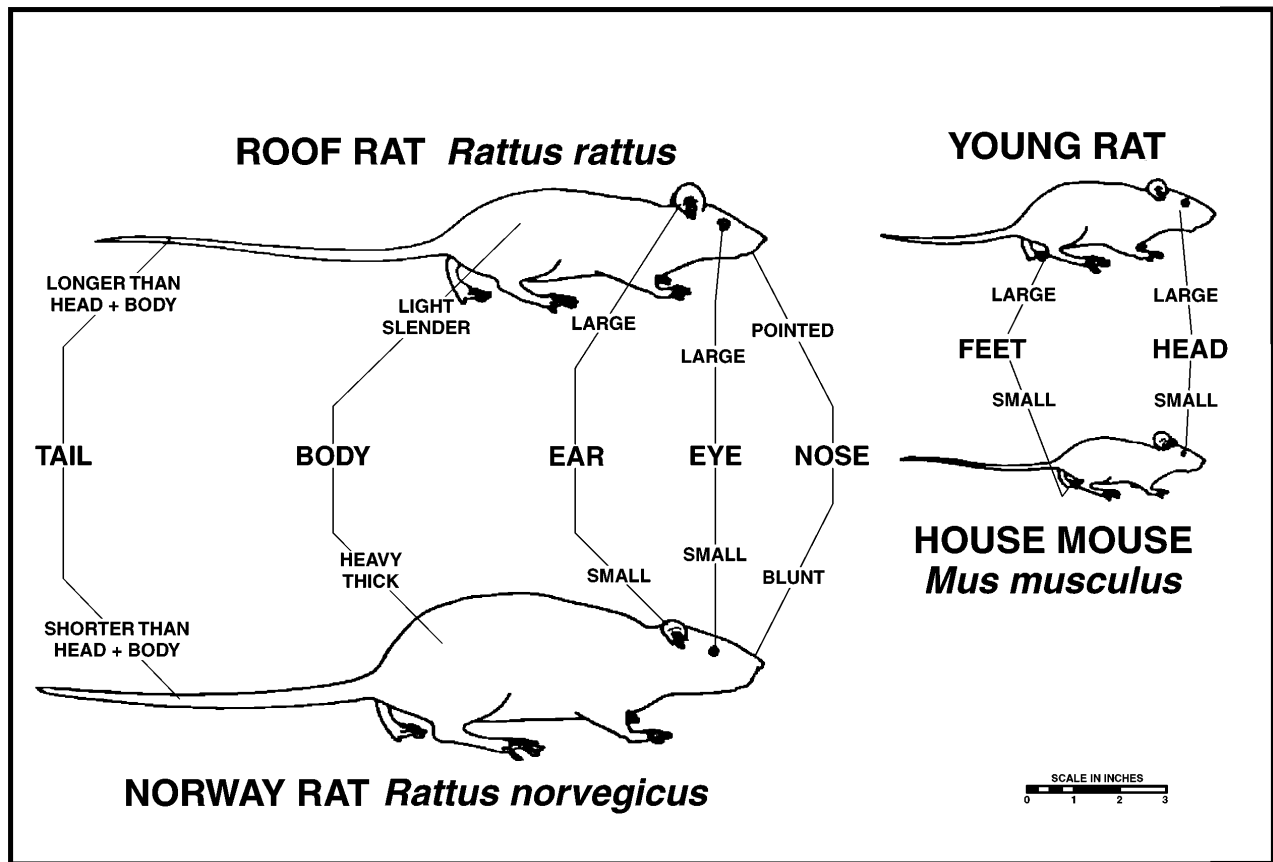 ROOF RAT Rattus rattus
LONGER THAN
HEAD + BODY
LIGHT
SLENDER
LARGE
LARGE
POINTED
TAIL
BODY
EAR
EYE
NOSE
SHORTER THAN
HEAD + BODY
HEAVY
THICK
SMALL
SMALL
BLUNT
NORWAY RAT Rattus norvegicus
YOUNG RAT
LARGE
LARGE
FEET
HEAD
SMALL
SMALL
HOUSE MOUSE
Mus musculus
SCALE IN INCHES
0 1 2 3